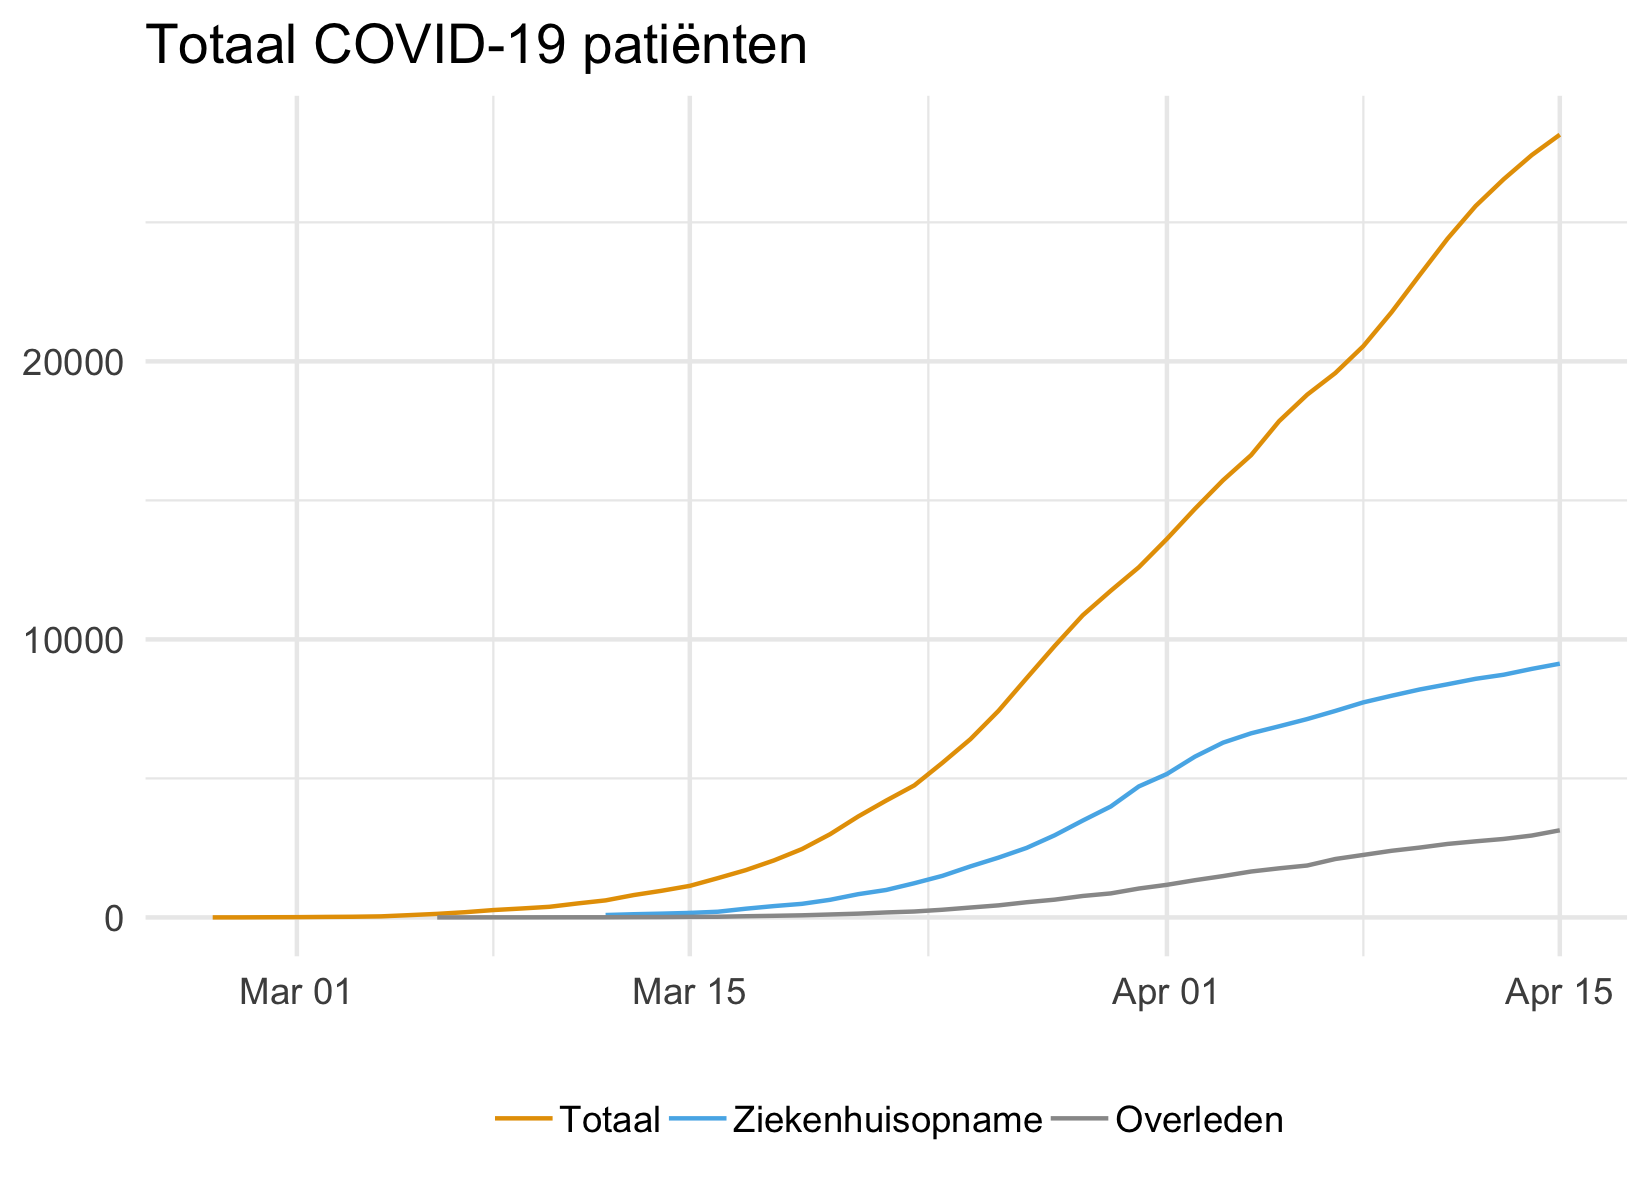 Totaal COVID-19 patiënten
20000
10000
0
Mar 01 Mar 15 Apr 01 Apr 15
Totaal Ziekenhuisopname Overleden